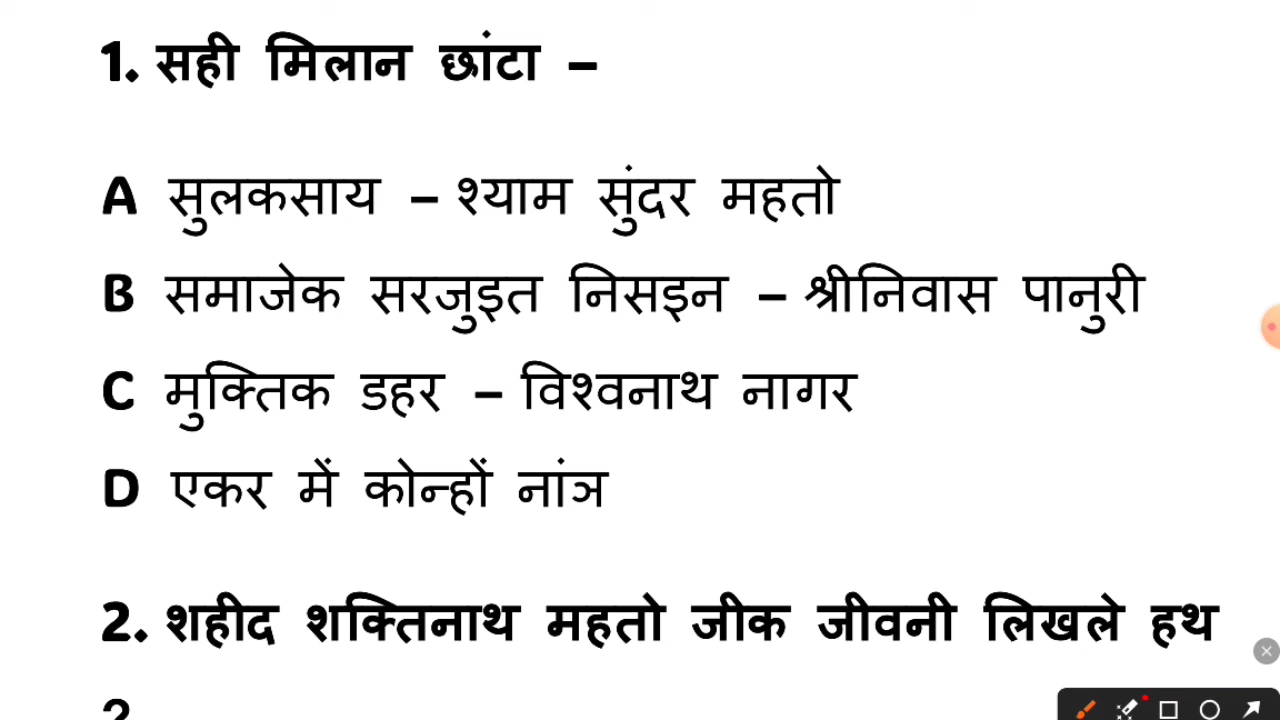 1. सही मिलान छांटा –
A सुलकसाय – श्याम सुंदर महतो
B समाजेक सरजुइत निसइन – श्रीनिवास पानुरी
C मुक्तिक डहर – विश्वनाथ नागर
D एकर में कोन्हों नांञ
2. शहीद शक्तिनाथ महतो जीक जीवनी लिखले हथ
?